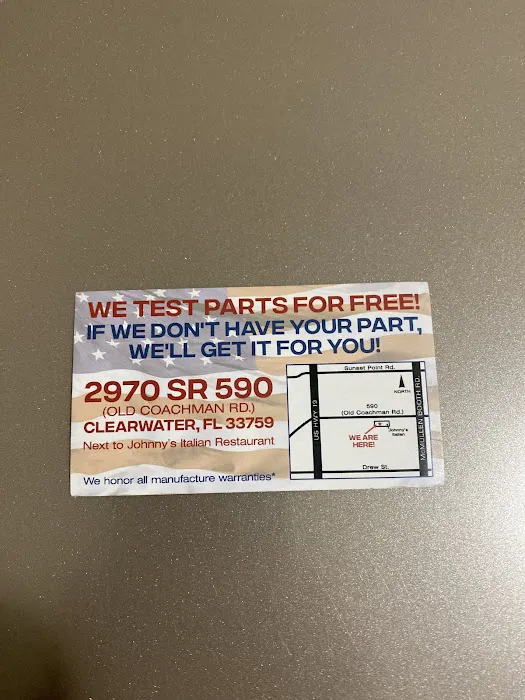 WE TEST PARTS FOR FREE!
IF WE DON'T HAVE YOUR PART,
WE'LL GET IT FOR YOU!
2970 SR 590
(OLD COACHMAN RD.)
CLEARWATER, FL 33759
Next to Johnny's Italian Restaurant
We honor all manufacture warranties*
Sunset Point Rd.
NORTH
US HWY 19
590
(Old Coachman Rd.)
Johnny's
Italian
WE ARE
HERE!
McMULLEN BOOTH RD.
Drew St.